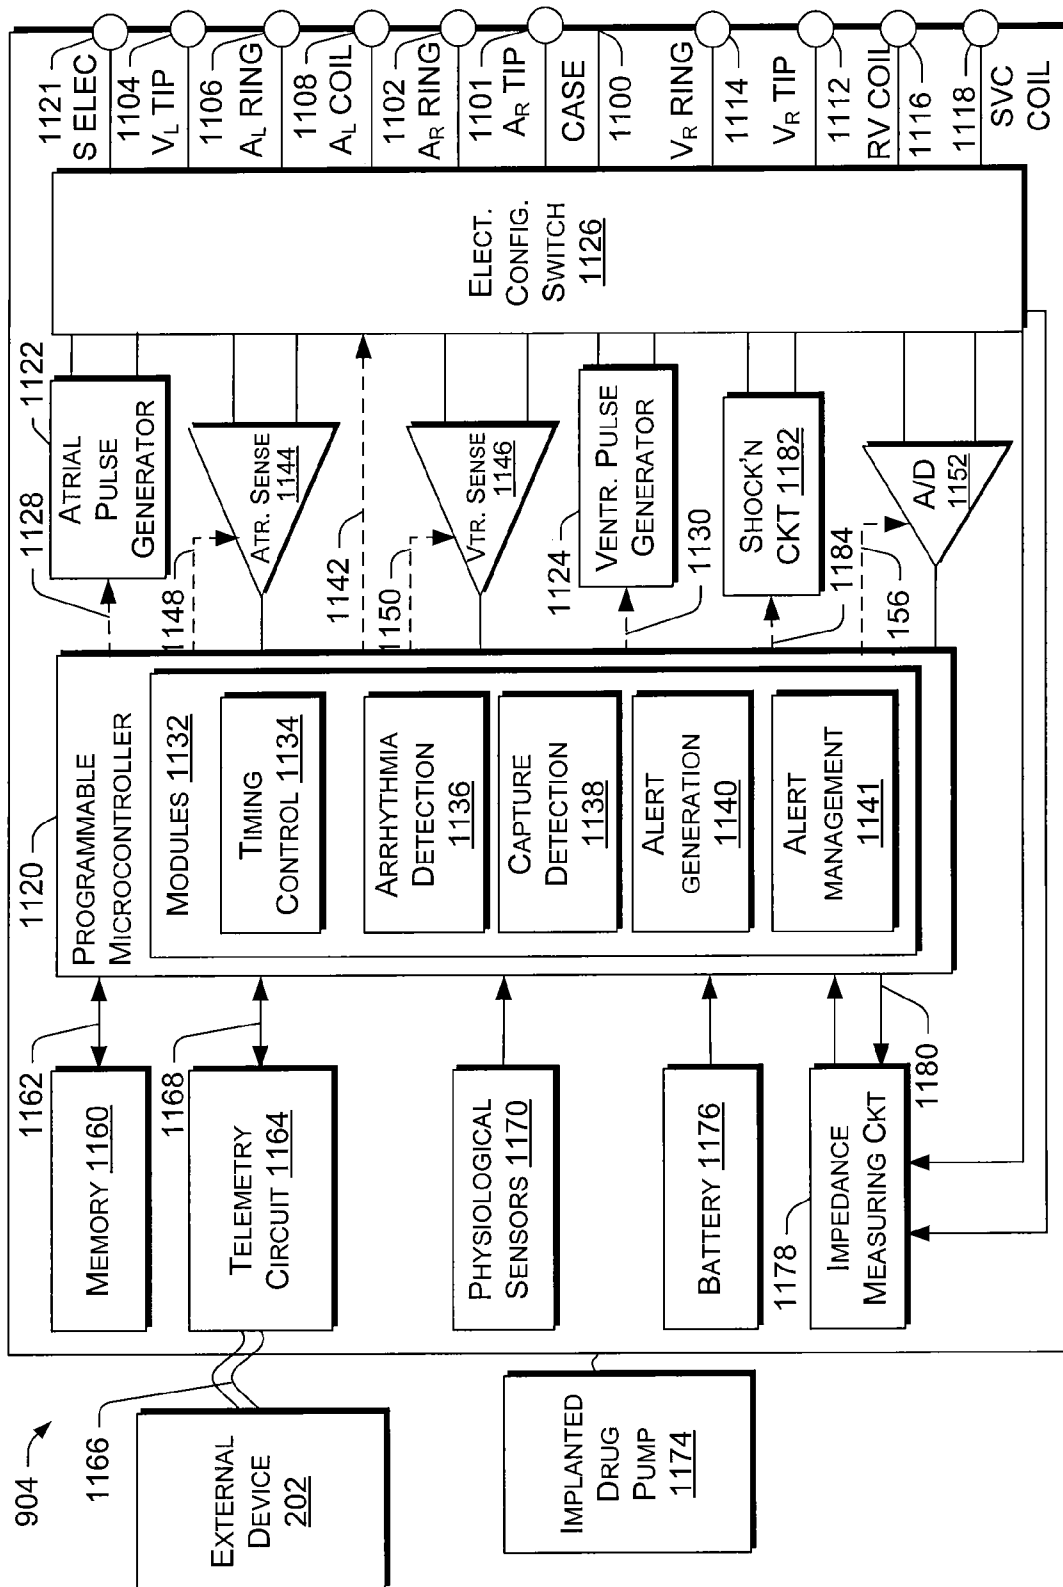 904
EXTERNAL
DEVICE
202
1166
IMPLANTED
DRUG
PUMP
1174
MEMORY 1160
1162
TELEMETRY
CIRCUIT 1164
1168
PHYSIOLOGICAL
SENSORS 1170
BATTERY 1176
1178
IMPEDANCE
MEASURING CKT
1180
1120
PROGRAMMABLE
MICROCONTROLLER
MODULES 1132
TIMING
CONTROL 1134
ARRHYTHMIA
DETECTION
1136
CAPTURE
DETECTION
1138
ALERT
GENERATION
1140
ALERT
MANAGEMENT
1141
1128
1122
ATRIAL
PULSE
GENERATOR
1148
ATR. SENSE
1144
1142
1150
VTR. SENSE
1146
1124
VENTR. PULSE
GENERATOR
1130
SHOCK'N
CKT 1182
1184
1156
A/D
1152
ELECT.
CONFIG.
SWITCH
1126
1121
S ELEC
1104
VL TIP
1106
AL RING
1108
AL COIL
1102
AR RING
1101
AR TIP
CASE
1100
VR RING
1114
VR TIP
1112
RV COIL
1116
1118
SVC
COIL